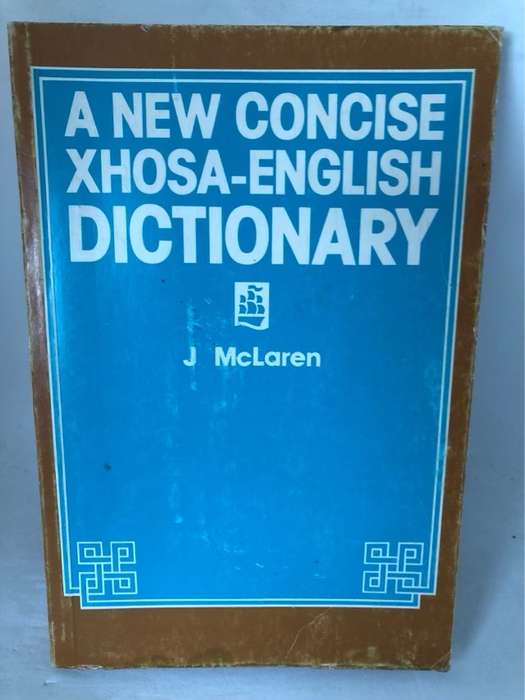 A NEW CONCISE
XHOSA-ENGLISH
DICTIONARY
J McLaren